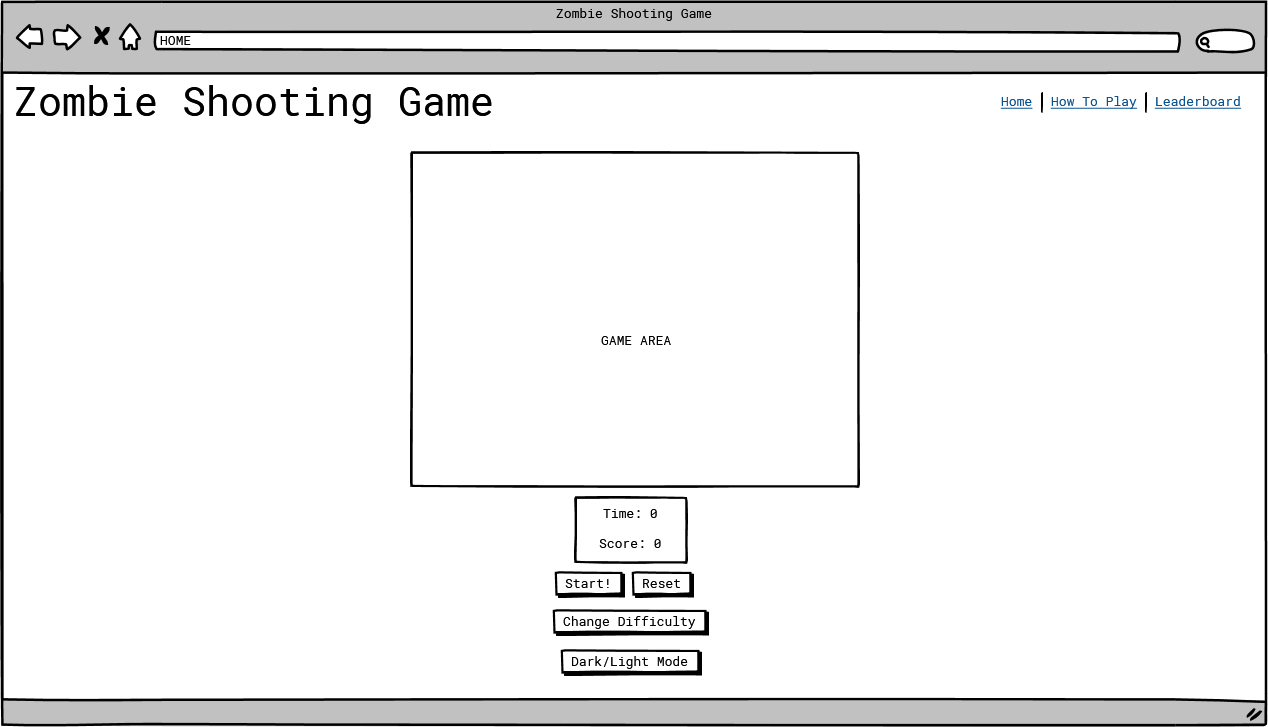 Zombie Shooting Game
HOME
Zombie Shooting Game
Home | How To Play | Leaderboard
GAME AREA
Time: 0
Score: 0
Start! Reset
Change Difficulty
Dark/Light Mode